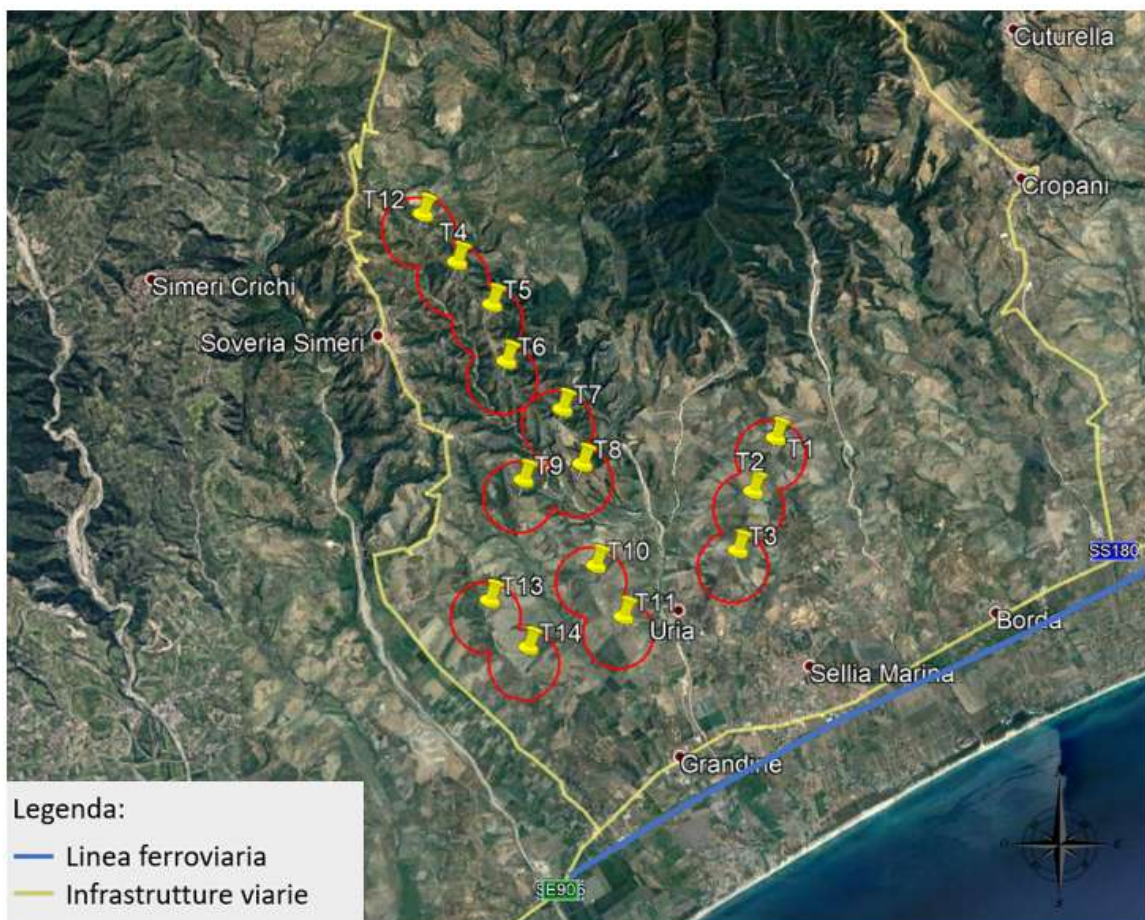 Cuturella
Cropani
T12
T4
Simeri Crichi
T5
Soveria Simeri
T6
T7
T1
T8
T9
T2
T3
T10
SS180
T13
T11
Uria
Borda
T14
Sellia Marina
Grandine
Legenda:
Linea ferroviaria
Infrastrutture viarie
N
O
E
S